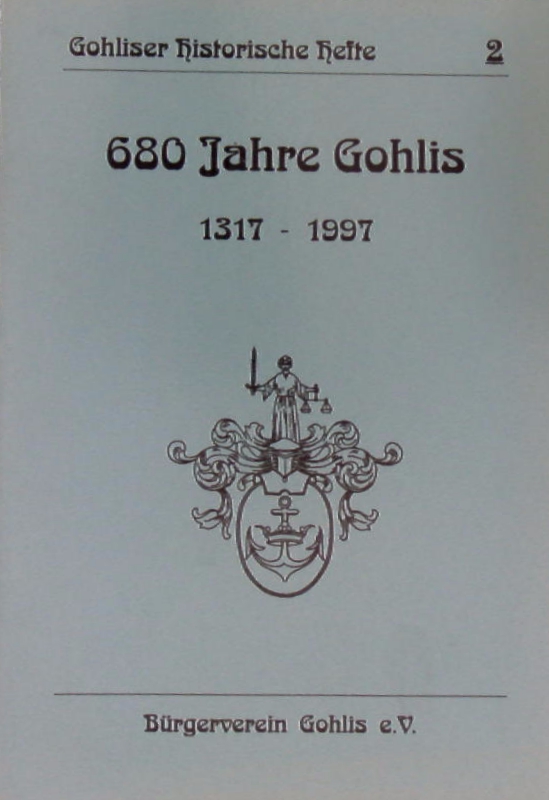 Gohliser Historische Hefte 2
680 Jahre Gohlis
1317 - 1997
Bürgerverein Gohlis e.V.